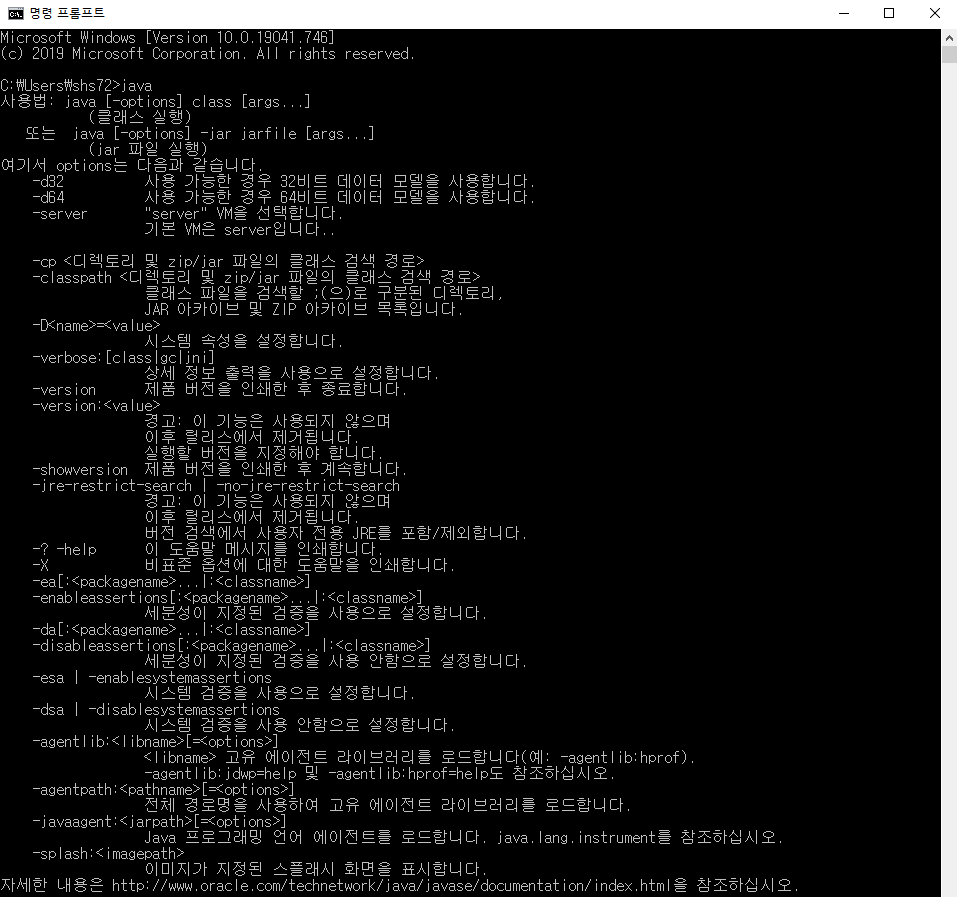 명령 프롬프트
Microsoft Windows [Version 10.0.19041.746]
(c) 2019 Microsoft Corporation. All rights reserved.
C:₩Users₩shs72>java
사용법: java [-options] class [args...]
(클래스 실행)
또는  java [-options] -jar jarfile [args...]
(jar 파일 실행)
여기서 options는 다음과 같습니다.
-d32          사용 가능한 경우 32비트 데이터 모델을 사용합니다.
-d64          사용 가능한 경우 64비트 데이터 모델을 사용합니다.
-server       "server" VM을 선택합니다.
기본 VM은 server입니다..
-cp <디렉토리 및 zip/jar 파일의 클래스 검색 경로>
-classpath <디렉토리 및 zip/jar 파일의 클래스 검색 경로>
클래스 파일을 검색할 ;(으)로 구분된 디렉토리,
JAR 아카이브 및 ZIP 아카이브 목록입니다.
-D<name>=<value>
시스템 속성을 설정합니다.
-verbose:[class|gc|jni]
상세 정보 출력을 사용으로 설정합니다.
-version      제품 버전을 인쇄한 후 종료합니다.
-version:<value>
경고: 이 기능은 사용되지 않으며
이후 릴리스에서 제거됩니다.
실행할 버전을 지정해야 합니다.
-showversion  제품 버전을 인쇄한 후 계속합니다.
-jre-restrict-search | -no-jre-restrict-search
경고: 이 기능은 사용되지 않으며
이후 릴리스에서 제거됩니다.
버전 검색에서 사용자 전용 JRE를 포함/제외합니다.
-? -help      이 도움말 메시지를 인쇄합니다.
-X            비표준 옵션에 대한 도움말을 인쇄합니다.
-ea[:<packagename>...|:<classname>]
-enableassertions[:<packagename>...|:<classname>]
세분성이 지정된 검증을 사용으로 설정합니다.
-da[:<packagename>...|:<classname>]
-disableassertions[:<packagename>...|:<classname>]
세분성이 지정된 검증을 사용 안함으로 설정합니다.
-esa | -enablesystemassertions
시스템 검증을 사용으로 설정합니다.
-dsa | -disablesystemassertions
시스템 검증을 사용 안함으로 설정합니다.
-agentlib:<libname>[=<options>]
<libname> 고유 에이전트 라이브러리를 로드합니다(예: -agentlib:hprof).
-agentlib:jdwp=help 및 -agentlib:hprof=help도 참조하십시오.
-agentpath:<pathname>[=<options>]
전체 경로명을 사용하여 고유 에이전트 라이브러리를 로드합니다.
-javaagent:<jarpath>[=<options>]
Java 프로그래밍 언어 에이전트를 로드합니다. java.lang.instrument를 참조하십시오.
-splash:<imagepath>
이미지가 지정된 스플래시 화면을 표시합니다.
자세한 내용은 http://www.oracle.com/technetwork/java/javase/documentation/index.html을 참조하십시오.